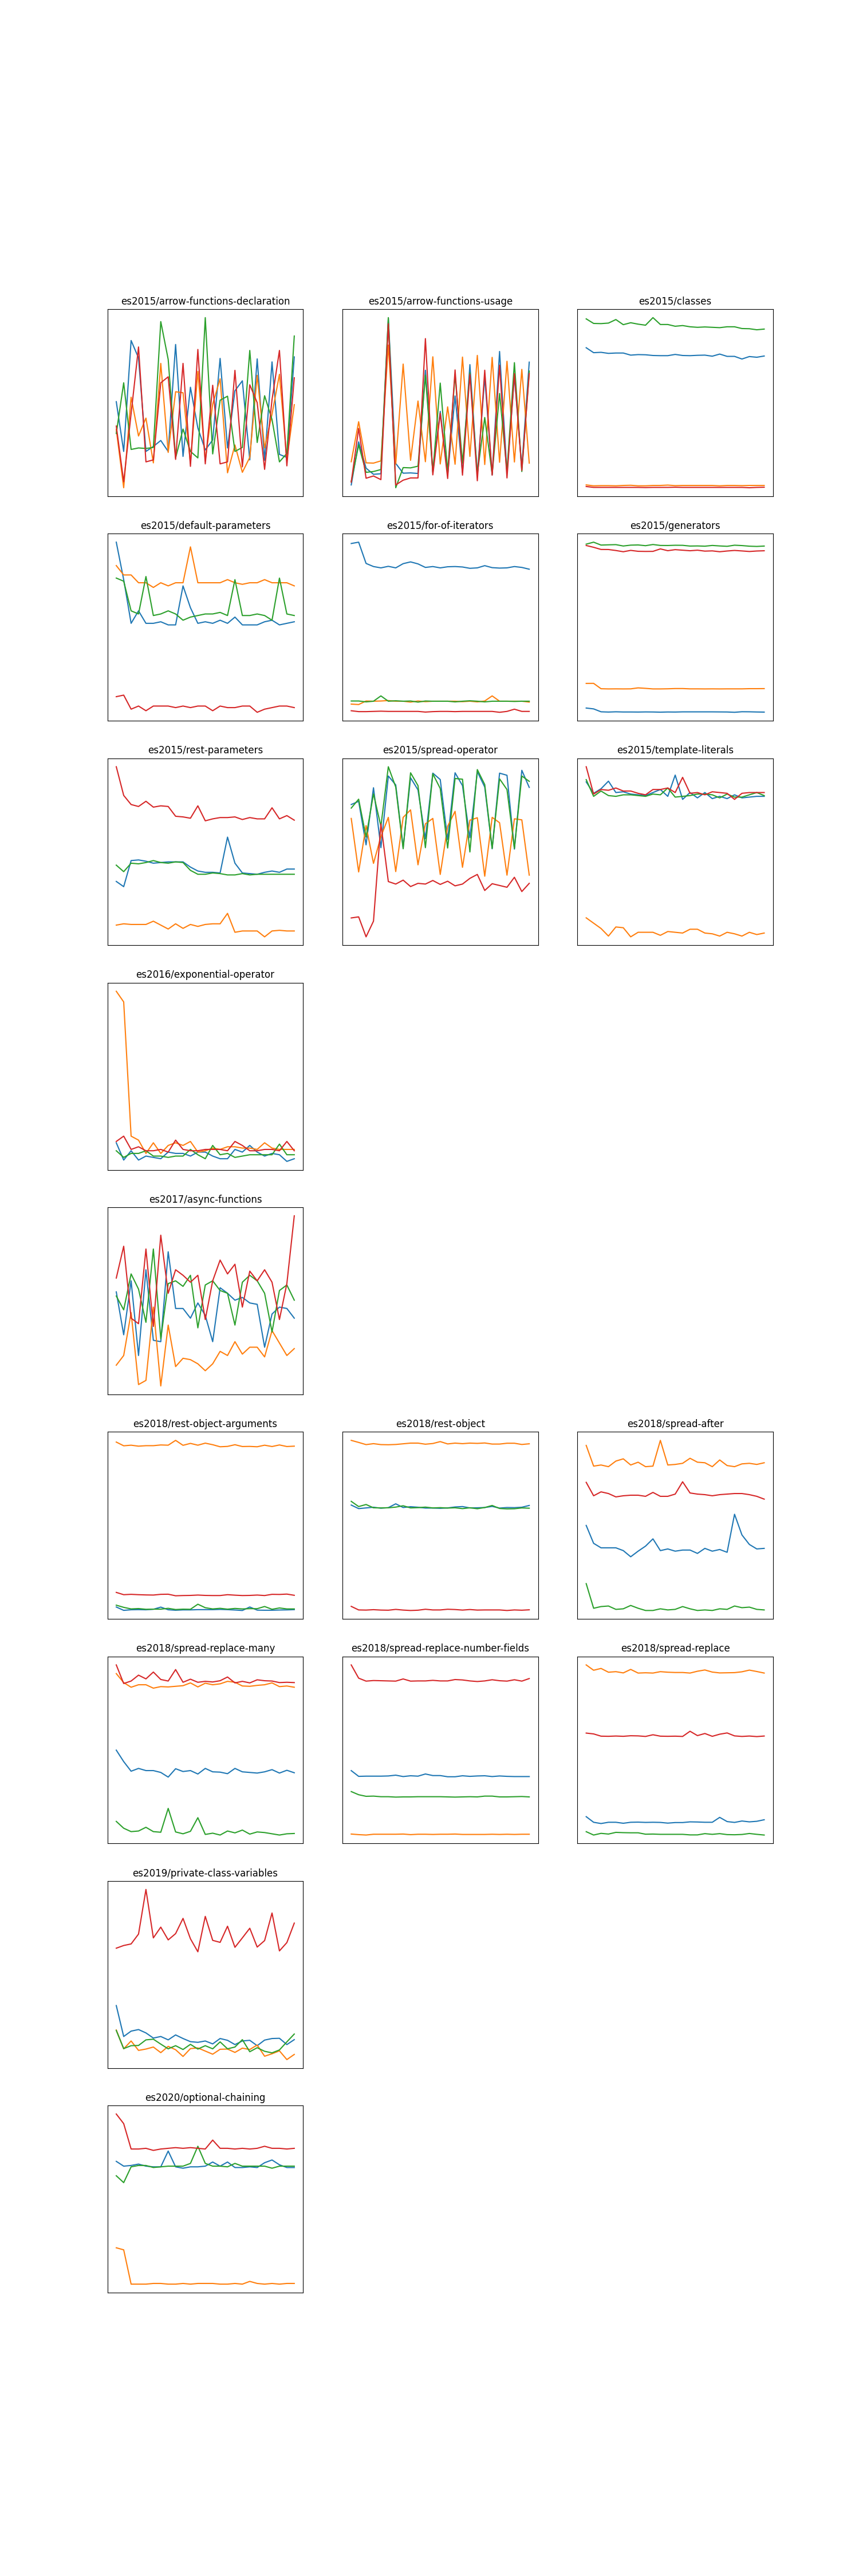 es2015/arrow-functions-declaration
es2015/arrow-functions-usage
es2015/classes
es2015/default-parameters
es2015/for-of-iterators
es2015/generators
es2015/rest-parameters
es2015/spread-operator
es2015/template-literals
es2016/exponential-operator
es2017/async-functions
es2018/rest-object-arguments
es2018/rest-object
es2018/spread-after
es2018/spread-replace-many
es2018/spread-replace-number-fields
es2018/spread-replace
es2019/private-class-variables
es2020/optional-chaining